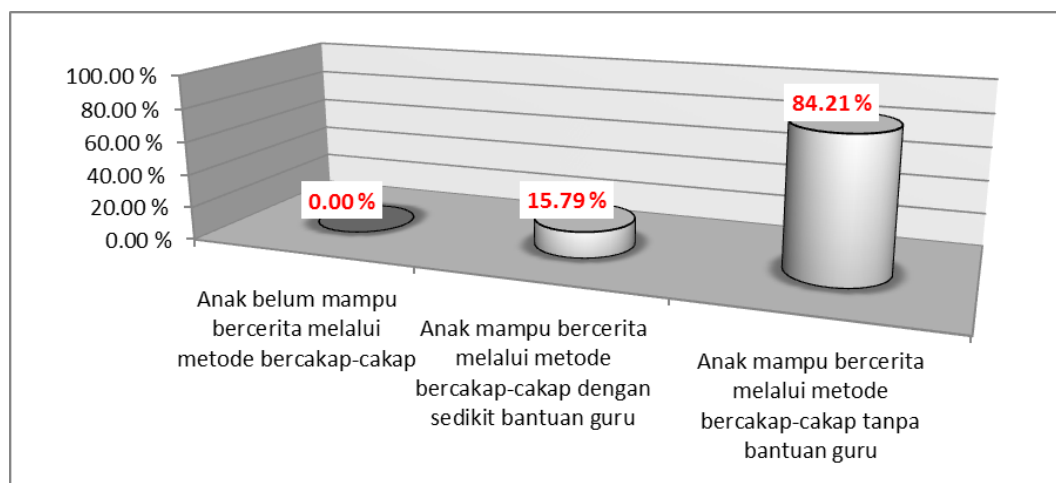 100.00 %
80.00 %
60.00 %
40.00 %
20.00 %
0.00 %
0.00 %
15.79 %
84.21 %
Anak belum mampu
bercerita melalui
metode bercakap-cakap
Anak mampu bercerita
melalui metode
bercakap-cakap dengan
sedikit bantuan guru
Anak mampu bercerita
melalui metode
bercakap-cakap tanpa
bantuan guru